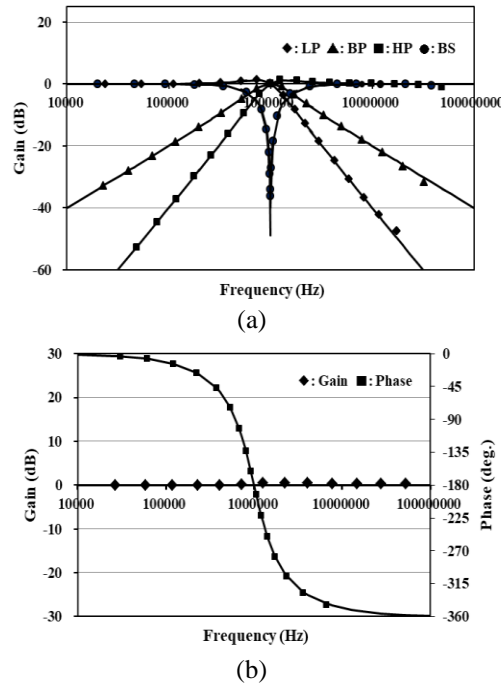 20
◆: LP ▲: BP ■: HP ●: BS
0
10000 100000 1000000 10000000 100000000
-20
-40
-60
Gain (dB)
Frequency (Hz)
(a)
30 0
◆: Gain ■: Phase
20 -45
-90
10 -135
0 -180
10000 100000 1000000 10000000 100000000
-225
-10
-270
-20 -315
-30 -360
Gain (dB)
Phase (deg.)
Frequency (Hz)
(b)